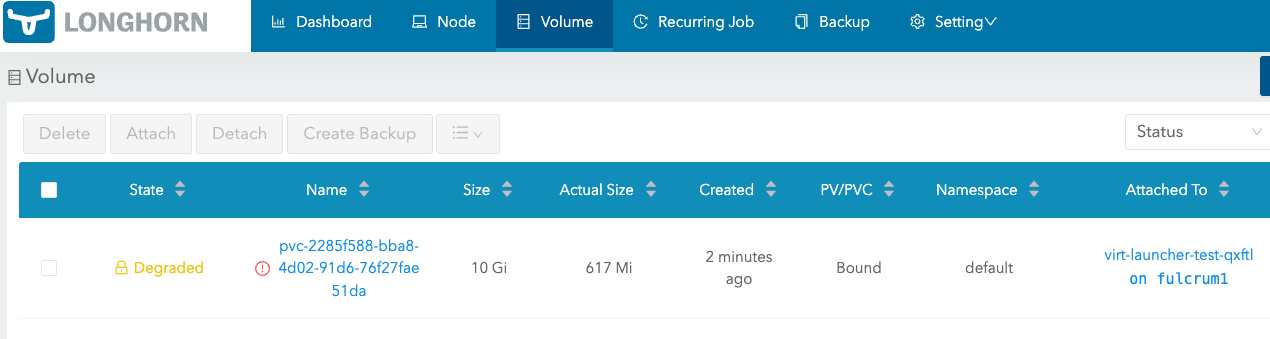 LONGHORN Dashboard Node Volume Recurring Job Backup Setting
Volume
Delete Attach Detach Create Backup Status
State Name Size Actual Size Created PV/PVC Namespace Attached To
Degraded pvc-2285f588-bba8- 10 Gi 617 Mi 2 minutes Bound default virt-launcher-test-qxftl
4d02-91d6-76f27fae ago on fulcrum1
51da